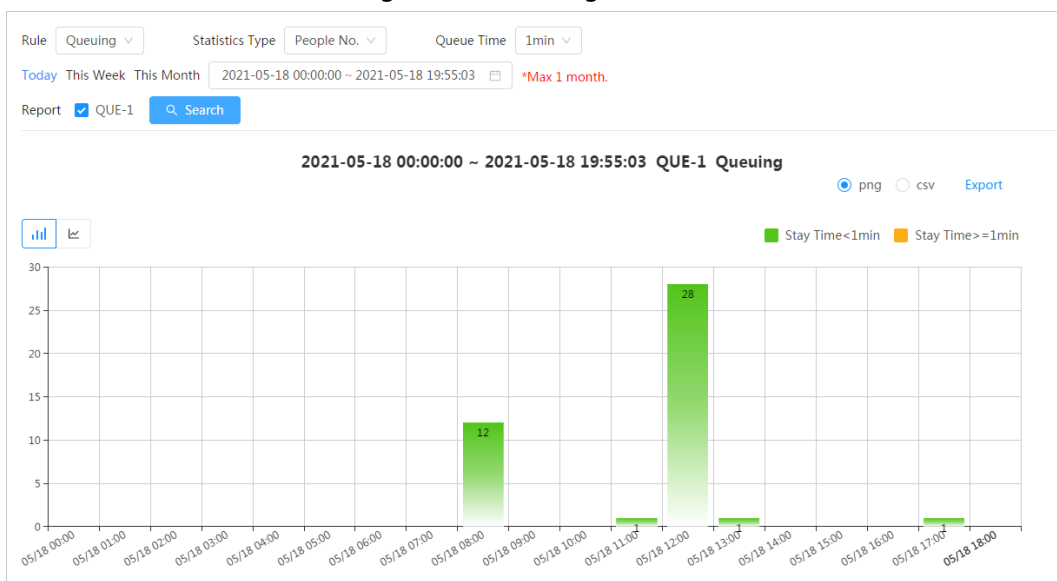 Rule Queuing Statistics Type People No. Queue Time 1min
Today This Week This Month 2021-05-18 00:00:00 ~ 2021-05-18 19:55:03 *Max 1 month.
Report QUE-1 Search
2021-05-18 00:00:00 ~ 2021-05-18 19:55:03 QUE-1 Queuing
png csv Export
Stay Time<1min Stay Time>=1min
30
28
25
20
15
12
10
5
1 1 1
0
05/18 00:00 05/18 01:00 05/18 02:00 05/18 03:00 05/18 04:00 05/18 05:00 05/18 06:00 05/18 07:00 05/18 08:00 05/18 09:00 05/18 10:00 05/18 11:00 05/18 12:00 05/18 13:00 05/18 14:00 05/18 15:00 05/18 16:00 05/18 17:00 05/18 18:00